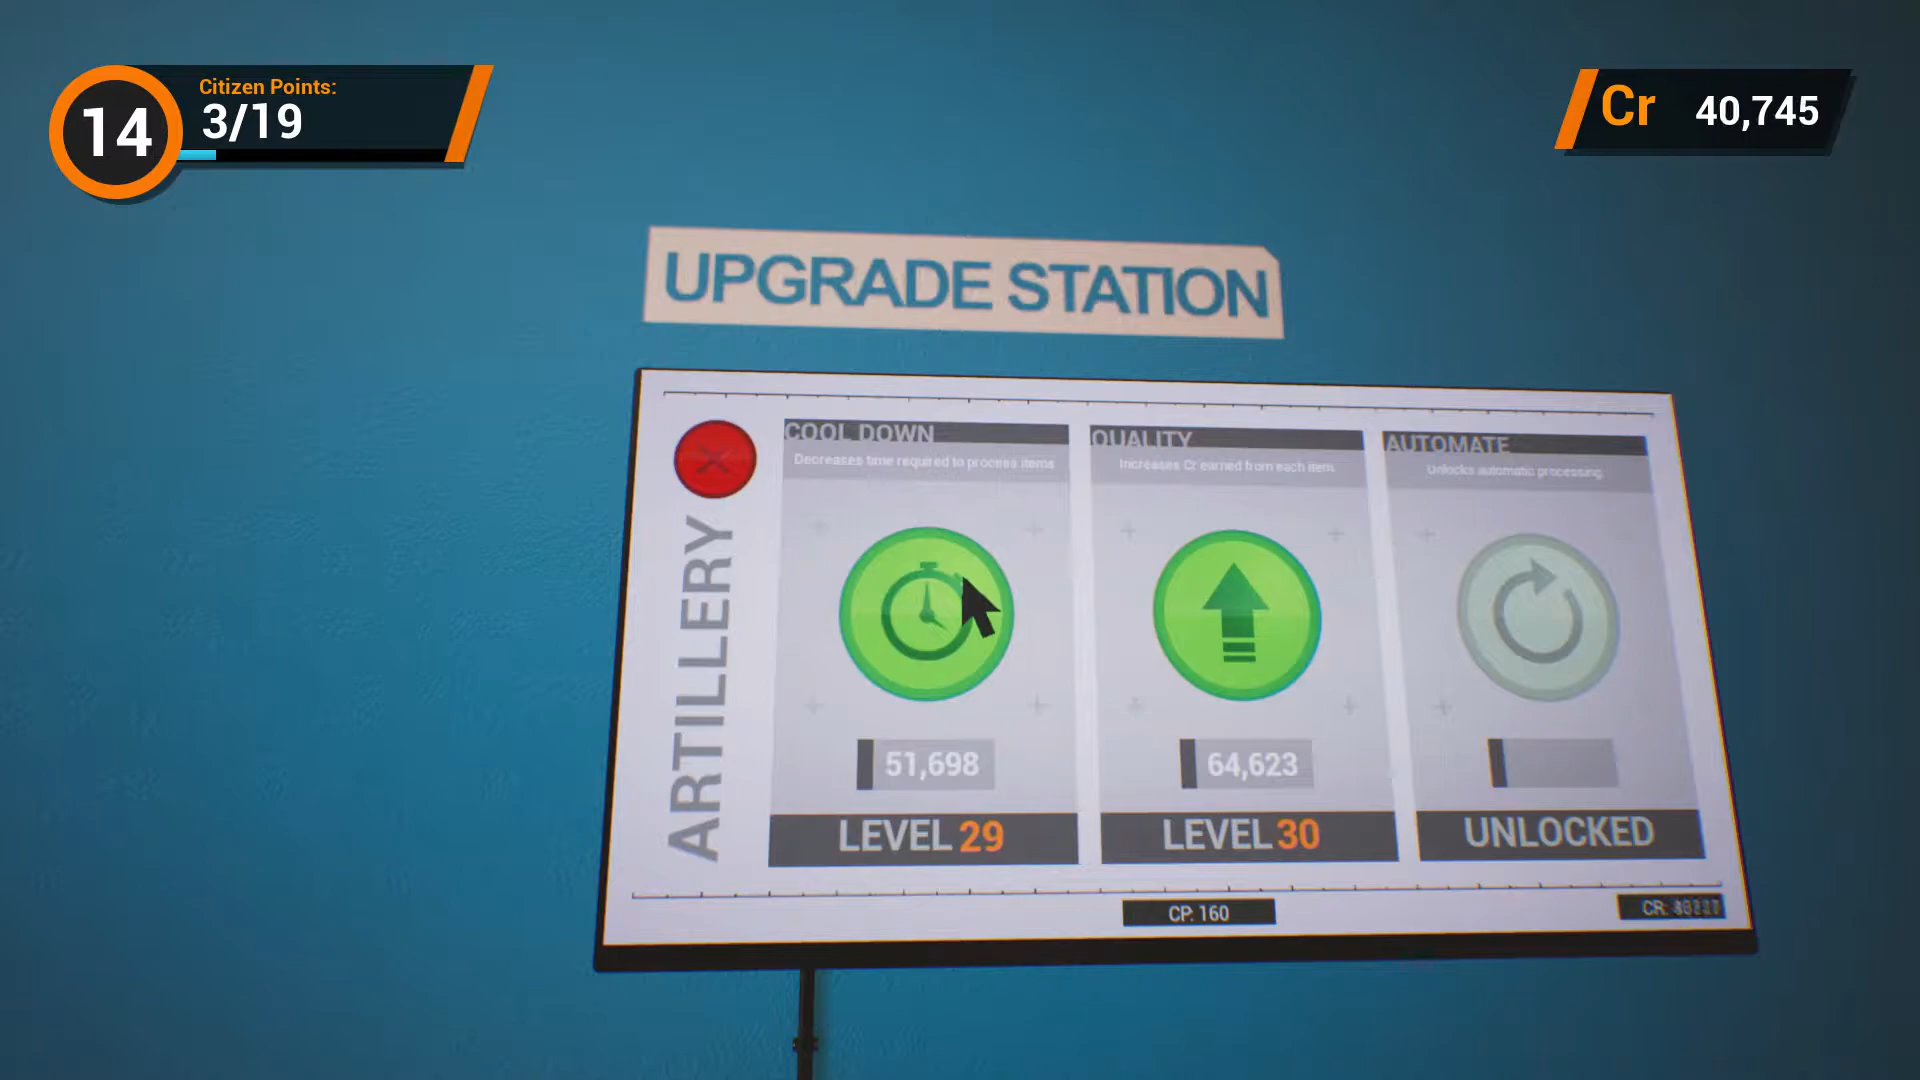 14
Citizen Points:
3/19
Cr 40,745
UPGRADE STATION
ARTILLERY
COOL DOWN
Decreases time required to process items
51,698
LEVEL 29
QUALITY
Increases Cr earned from each item
64,623
LEVEL 30
AUTOMATE
Unlocks automatic processing
UNLOCKED
CP: 160
CR: